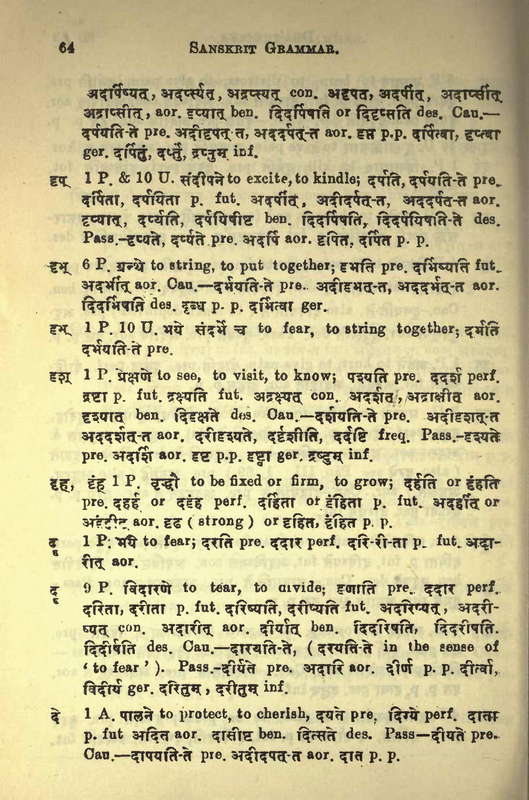 64 SANSKRIT GRAMMAR.
अदर्पिष्यत्, अदर्प्स्यत्, अद्रप्स्यत् con. अदृपत्, अदर्पीत्, अदार्प्सीत्
अद्राप्सीत्, aor. दृप्यात् ben. दिदर्पिषति or दिदृप्सति des. Cau.—
दर्पयति-ते pre. अदीदृपत्-त, अददर्पत्-त aor. दृप्त p.p. दर्पित्वा, दृप्त्वा
ger. दर्पितुं, दर्प्तुं, द्रप्तुम् inf.
दृप् 1 P. & 10 U. संदीपने to excite, to kindle; दर्पति, दर्पयति-ते pre.
दर्पिता, दर्पयिता p. fut. अदर्पीत्, अदीदर्पत्-त, अददर्पत्-त aor.
दृप्यात्, दर्प्यति, दर्पयिषीष्ट ben. दिदर्पिषति, दिदर्पयिषति-ते des.
Pass.-दृप्यते, दर्प्यते pre. अदर्पि aor. दृपित, दर्पित p. p.
दृभ् 6 P. ग्रन्थे to string, to put together; दृभति pre. दर्भिष्यति fut.
अदर्भीत् aor. Cau.—दर्भयति-ते pre. अदीदृभत्-त, अददर्भत्-त aor.
दिदर्भिषति des. दृब्ध p. p. दर्भित्वा ger.
दृभ् 1 P. 10 U. भये संदर्भे च to fear, to string together; दर्भति
दर्भयति-ते pre.
दृश् 1 P. प्रेक्षणे to see, to visit, to know; पश्यति pre. ददर्श perf.
द्रष्टा p. fut. द्रक्ष्यति fut. अद्रक्ष्यत् con. अदर्शत्, अद्राक्षीत् aor.
दृश्यात् ben. दिदृक्षते des. Cau.—दर्शयति-ते pre. अदीदृशत्-त
अददर्शत्-त aor. दरीदृश्यते, दर्दृशीति, दर्दष्टि freq. Pass.-दृश्यते
pre. अदर्शि aor. दृष्ट p.p. दृष्ट्वा ger. द्रष्टुम् inf.
दृह्, दृंह् 1 P. वृद्धौ to be fixed or firm, to grow; दर्हति or दृंहति
pre. ददर्ह or ददृंह perf. दर्हिता or दृंहिता p. fut. अदर्हीत् or
अदृंहीत् aor. दृढ ( strong ) or दृहित, दृंहित p. p.
दॄ 1 P. भये to fear; दरति pre. ददार perf. दरि-री-ता p. fut. अदा-
रीत् aor.
दॄ 9 P. विदारणे to tear, to divide; दृणाति pre. ददार perf.
दरिता, दरीता p. fut. दरिष्यति, दरीष्यति fut. अदरिष्यत्, अदरी-
ष्यत् con. अदारीत् aor. दीर्यात् ben. दिदरिषति, दिदरीषति.
दिदीर्षति des. Cau.—दारयति-ते, ( दरयति-ते in the sense of
‘ to fear ’ ). Pass.-दीर्यते pre. अदारि aor. दीर्ण p. p. दीर्त्वा,
विदीर्य ger. दरितुम्, दरीतुम् inf.
दे 1 A. पालने to protect, to cherish, दयते pre. दिग्ये perf. दाता
p. fut अदित aor. दासीष्ट ben. दित्सते des. Pass—दीयते pre.
Cau.—दापयति-ते pre. अदीदपत्-त aor. दात p. p.